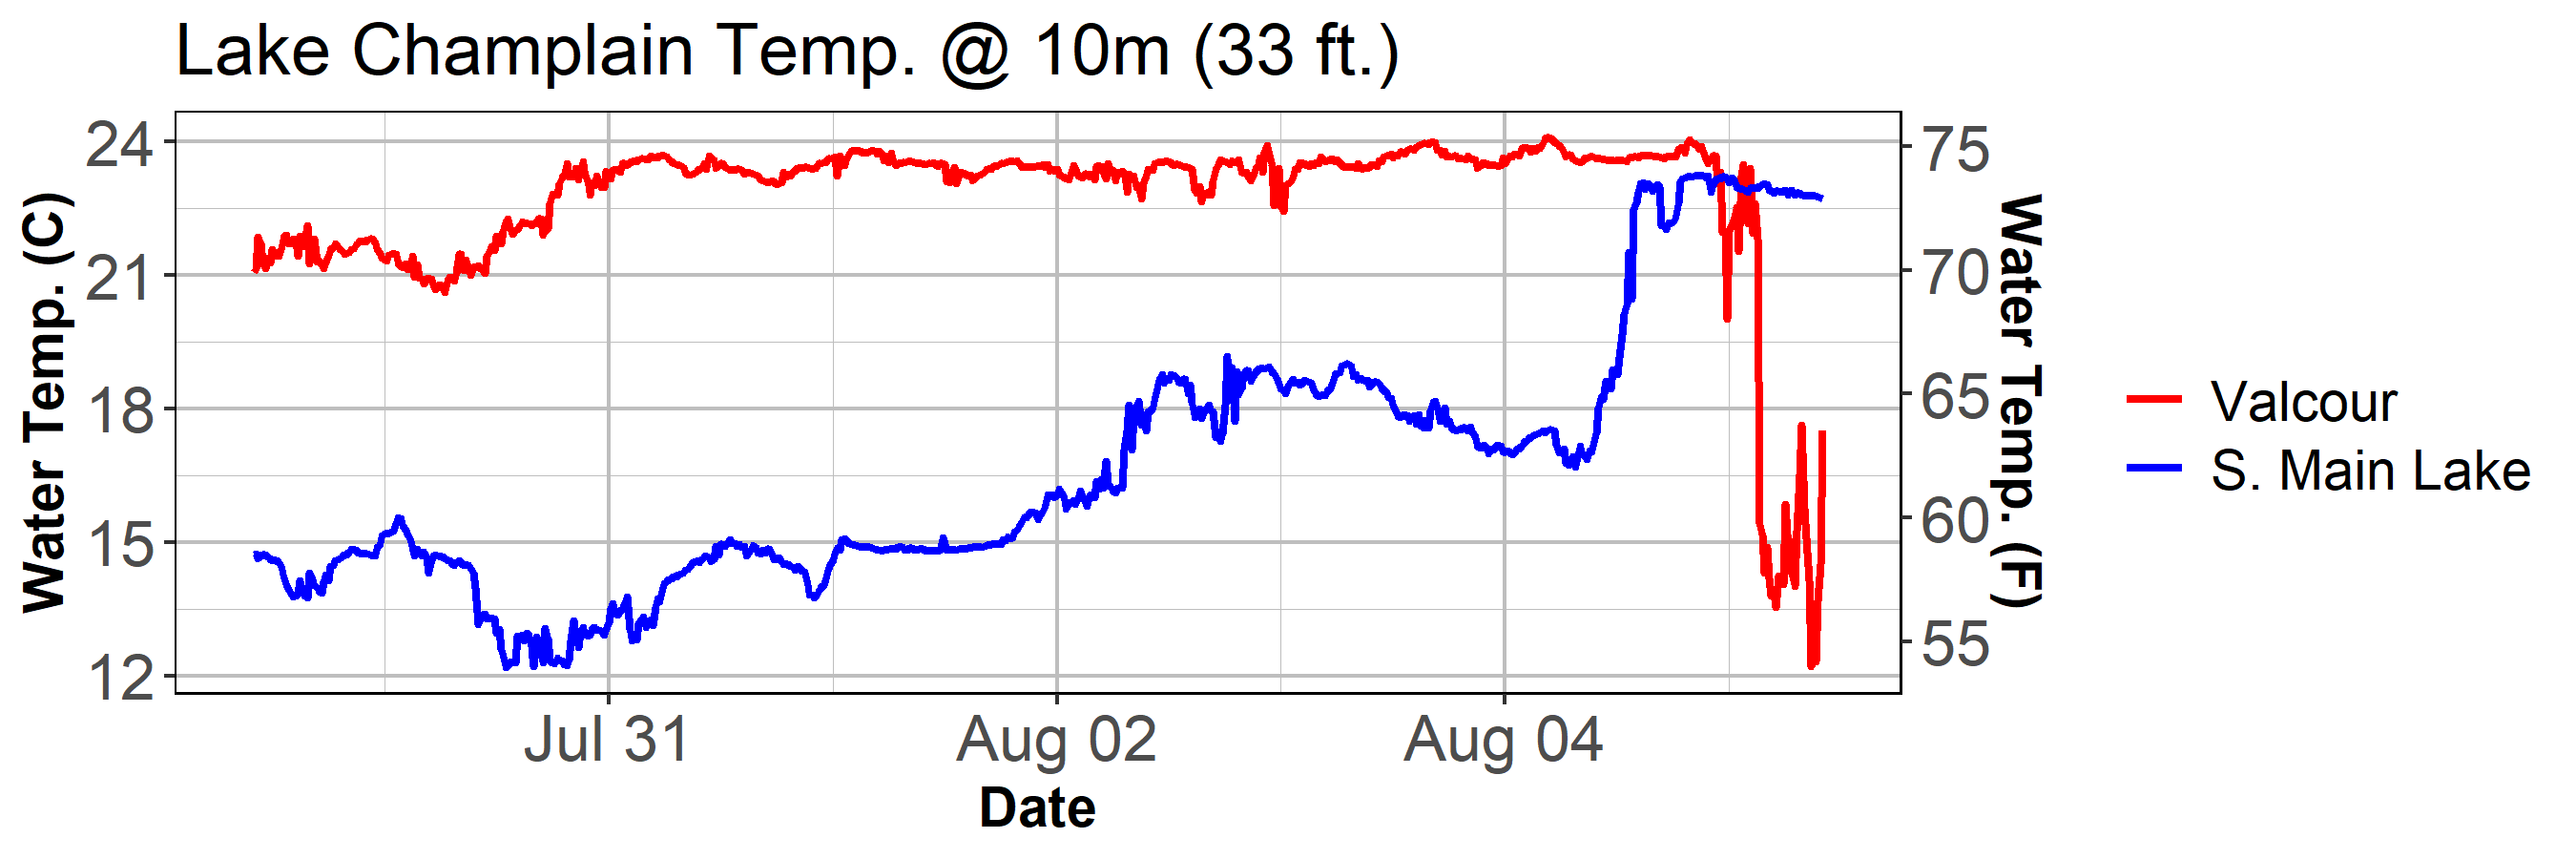 Lake Champlain Temp. @ 10m (33 ft.)
Water Temp. (C)
24
21
18
15
12
75
70
65
60
55
Water Temp. (F)
Jul 31
Aug 02
Aug 04
Date
Valcour
S. Main Lake